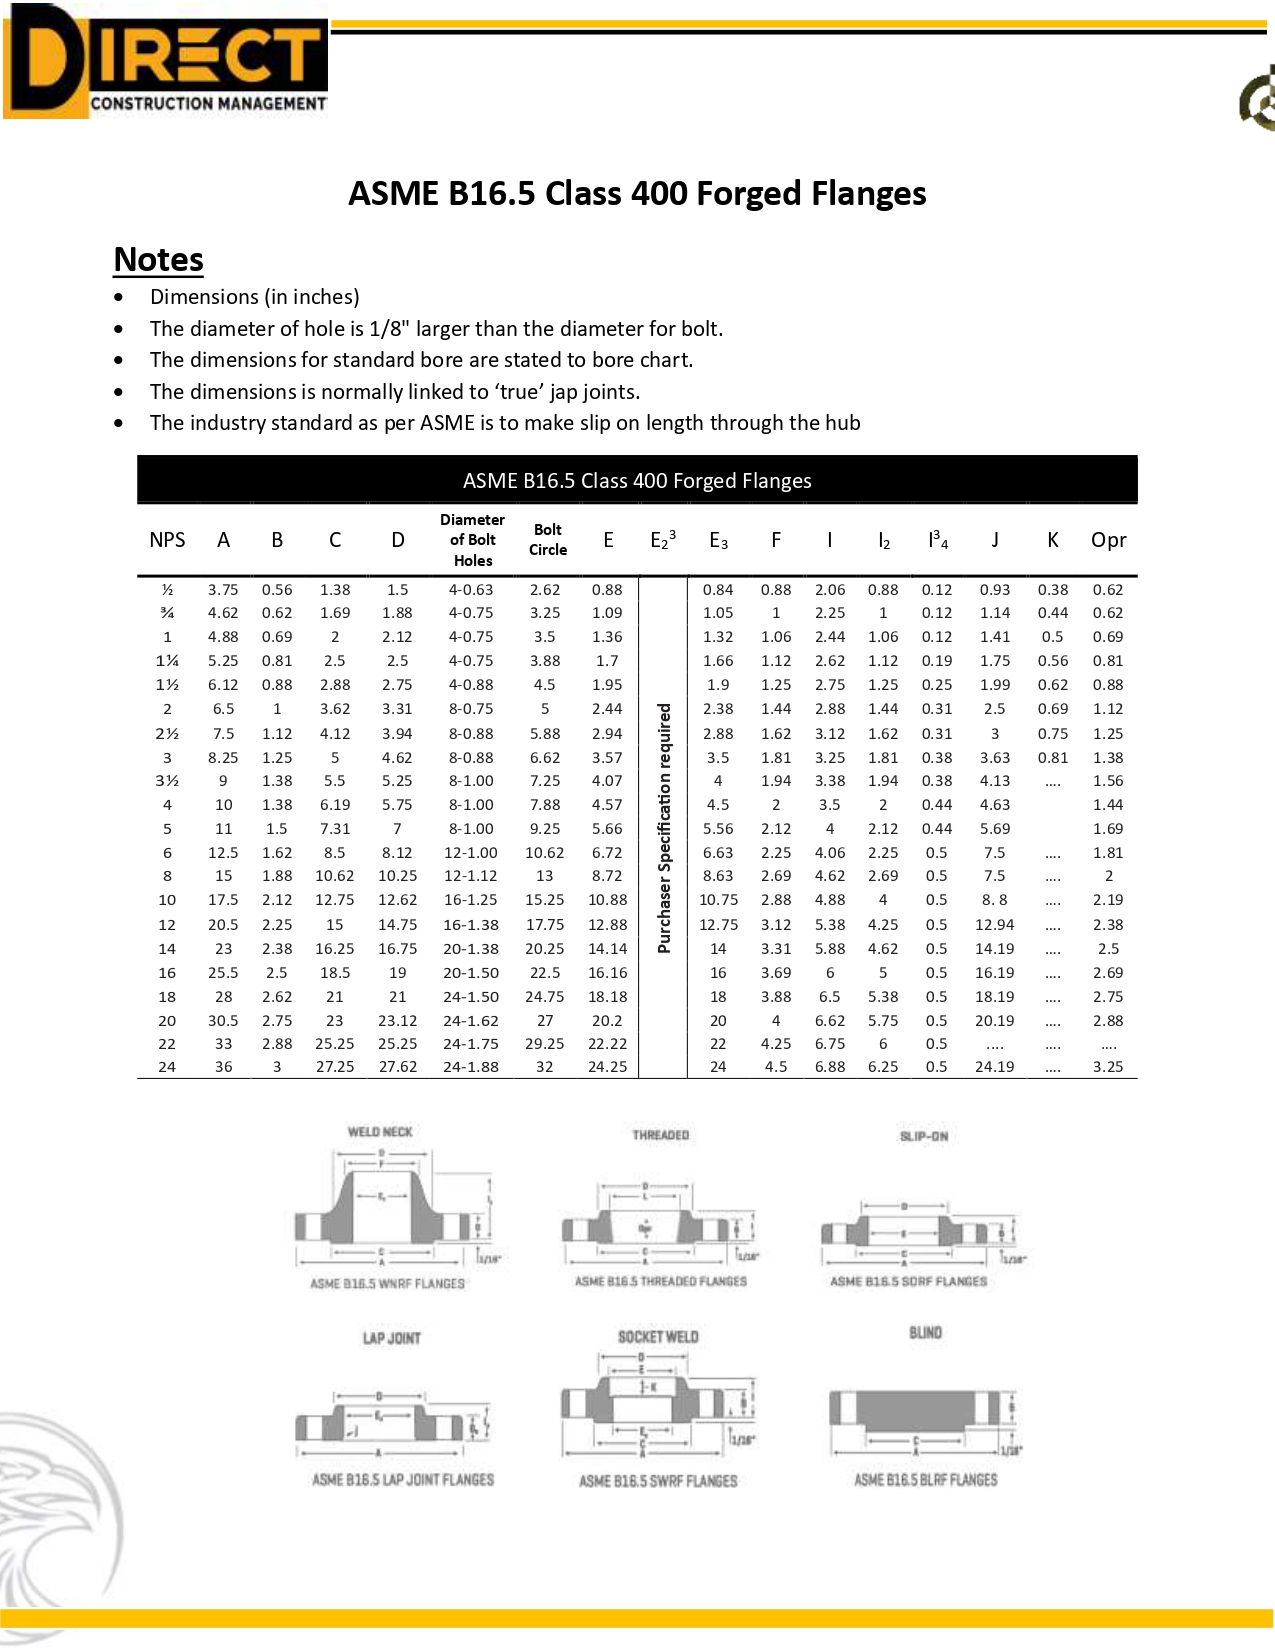 DIRECT
CONSTRUCTION MANAGEMENT
ASME B16.5 Class 400 Forged Flanges
Notes
• Dimensions (in inches)
• The diameter of hole is 1/8" larger than the diameter for bolt.
• The dimensions for standard bore are stated to bore chart.
• The dimensions is normally linked to ‘true’ jap joints.
• The industry standard as per ASME is to make slip on length through the hub
ASME B16.5 Class 400 Forged Flanges
NPS A B C D Diameter of Bolt Holes Bolt Circle E E₂³ E₃ F I I₂ I³₄ J K Opr
½ 3.75 0.56 1.38 1.5 4-0.63 2.62 0.88 0.84 0.88 2.06 0.88 0.12 0.93 0.38 0.62
¾ 4.62 0.62 1.69 1.88 4-0.75 3.25 1.09 1.05 1 2.25 1 0.12 1.14 0.44 0.62
1 4.88 0.69 2 2.12 4-0.75 3.5 1.36 1.32 1.06 2.44 1.06 0.12 1.41 0.5 0.69
1¼ 5.25 0.81 2.5 2.5 4-0.75 3.88 1.7 1.66 1.12 2.62 1.12 0.19 1.75 0.56 0.81
1½ 6.12 0.88 2.88 2.75 4-0.88 4.5 1.95 1.9 1.25 2.75 1.25 0.25 1.99 0.62 0.88
2 6.5 1 3.62 3.31 8-0.75 5 2.44 2.38 1.44 2.88 1.44 0.31 2.5 0.69 1.12
2½ 7.5 1.12 4.12 3.94 8-0.88 5.88 2.94 2.88 1.62 3.12 1.62 0.31 3 0.75 1.25
3 8.25 1.25 5 4.62 8-0.88 6.62 3.57 3.5 1.81 3.25 1.81 0.38 3.63 0.81 1.38
3½ 9 1.38 5.5 5.25 8-1.00 7.25 4.07 4 1.94 3.38 1.94 0.38 4.13 .... 1.56
4 10 1.38 6.19 5.75 8-1.00 7.88 4.57 4.5 2 3.5 2 0.44 4.63 1.44
5 11 1.5 7.31 7 8-1.00 9.25 5.66 5.56 2.12 4 2.12 0.44 5.69 1.69
6 12.5 1.62 8.5 8.12 12-1.00 10.62 6.72 6.63 2.25 4.06 2.25 0.5 7.5 .... 1.81
8 15 1.88 10.62 10.25 12-1.12 13 8.72 8.63 2.69 4.62 2.69 0.5 7.5 .... 2
10 17.5 2.12 12.75 12.62 16-1.25 15.25 10.88 10.75 2.88 4.88 4 0.5 8. 8 .... 2.19
12 20.5 2.25 15 14.75 16-1.38 17.75 12.88 12.75 3.12 5.38 4.25 0.5 12.94 .... 2.38
14 23 2.38 16.25 16.75 20-1.38 20.25 14.14 14 3.31 5.88 4.62 0.5 14.19 .... 2.5
16 25.5 2.5 18.5 19 20-1.50 22.5 16.16 16 3.69 6 5 0.5 16.19 .... 2.69
18 28 2.62 21 21 24-1.50 24.75 18.18 18 3.88 6.5 5.38 0.5 18.19 .... 2.75
20 30.5 2.75 23 23.12 24-1.62 27 20.2 20 4 6.62 5.75 0.5 20.19 .... 2.88
22 33 2.88 25.25 25.25 24-1.75 29.25 22.22 22 4.25 6.75 6 0.5 .... .... ....
24 36 3 27.25 27.62 24-1.88 32 24.25 24 4.5 6.88 6.25 0.5 24.19 .... 3.25
Purchaser Specification required
WELD NECK THREADED SLIP-ON
ASME B16.5 WNRF FLANGES ASME B16.5 THREADED FLANGES ASME B16.5 SORF FLANGES
LAP JOINT SOCKET WELD BLIND
ASME B16.5 LAP JOINT FLANGES ASME B16.5 SWRF FLANGES ASME B16.5 BLRF FLANGES